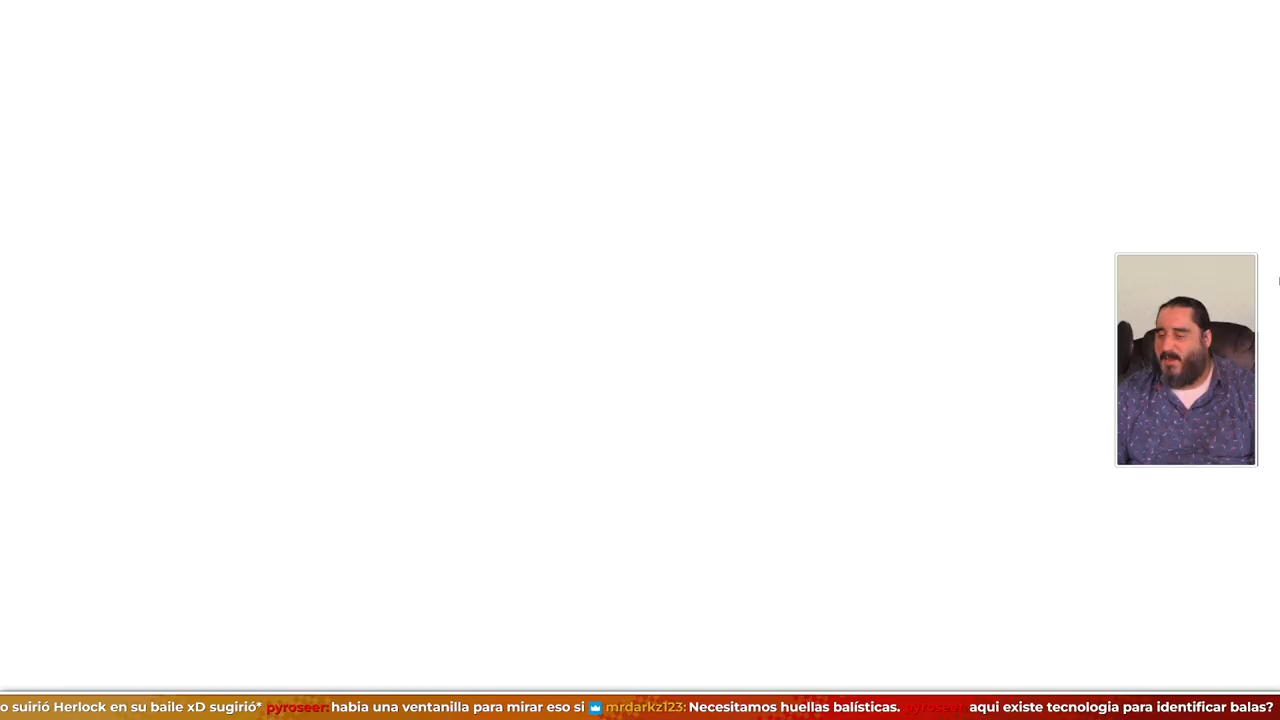 o suirió Herlock en su baile xD sugirió* pyroseer: habia una ventanilla para mirar eso si mrdarkz123: Necesitamos huellas balísticas. pyroseer: aqui existe tecnologia para identificar balas?